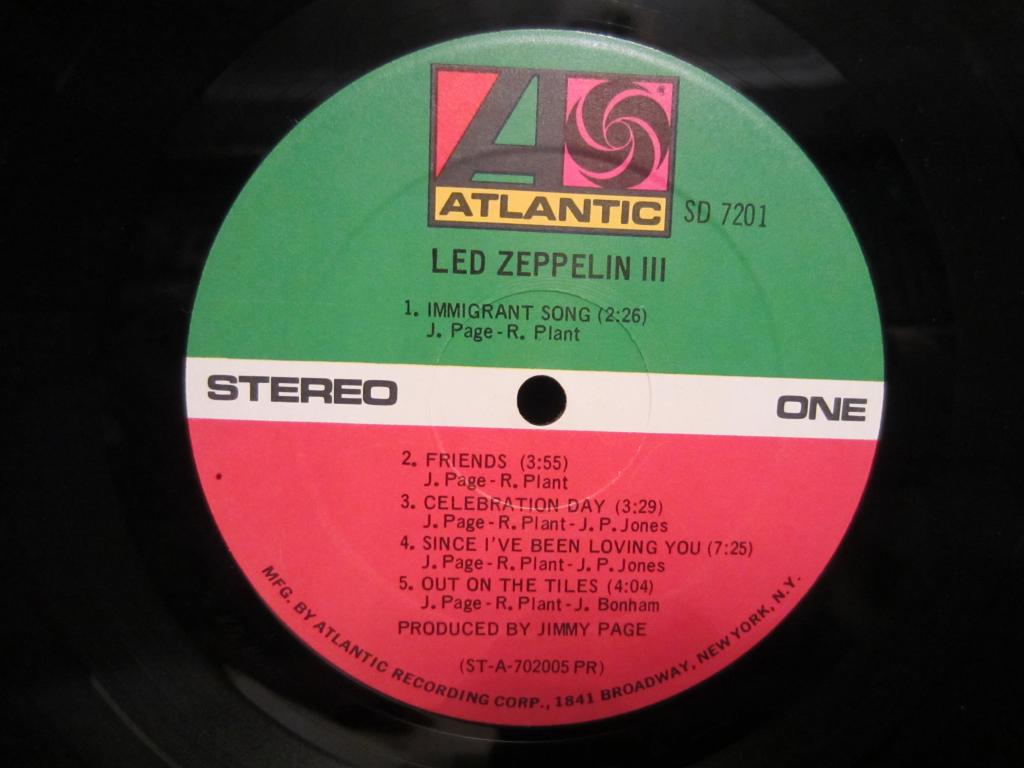 ATLANTIC
SD 7201
LED ZEPPELIN III
1. IMMIGRANT SONG (2:26)
J. Page-R. Plant
STEREO
ONE
2. FRIENDS (3:55)
J. Page-R. Plant
3. CELEBRATION DAY (3:29)
J. Page-R. Plant-J. P. Jones
4. SINCE I'VE BEEN LOVING YOU (7:25)
J. Page-R. Plant-J. P. Jones
5. OUT ON THE TILES (4:04)
J. Page-R. Plant-J. Bonham
PRODUCED BY JIMMY PAGE
(ST-A-702005 PR)
MFG. BY ATLANTIC RECORDING CORP., 1841 BROADWAY, NEW YORK, N.Y.